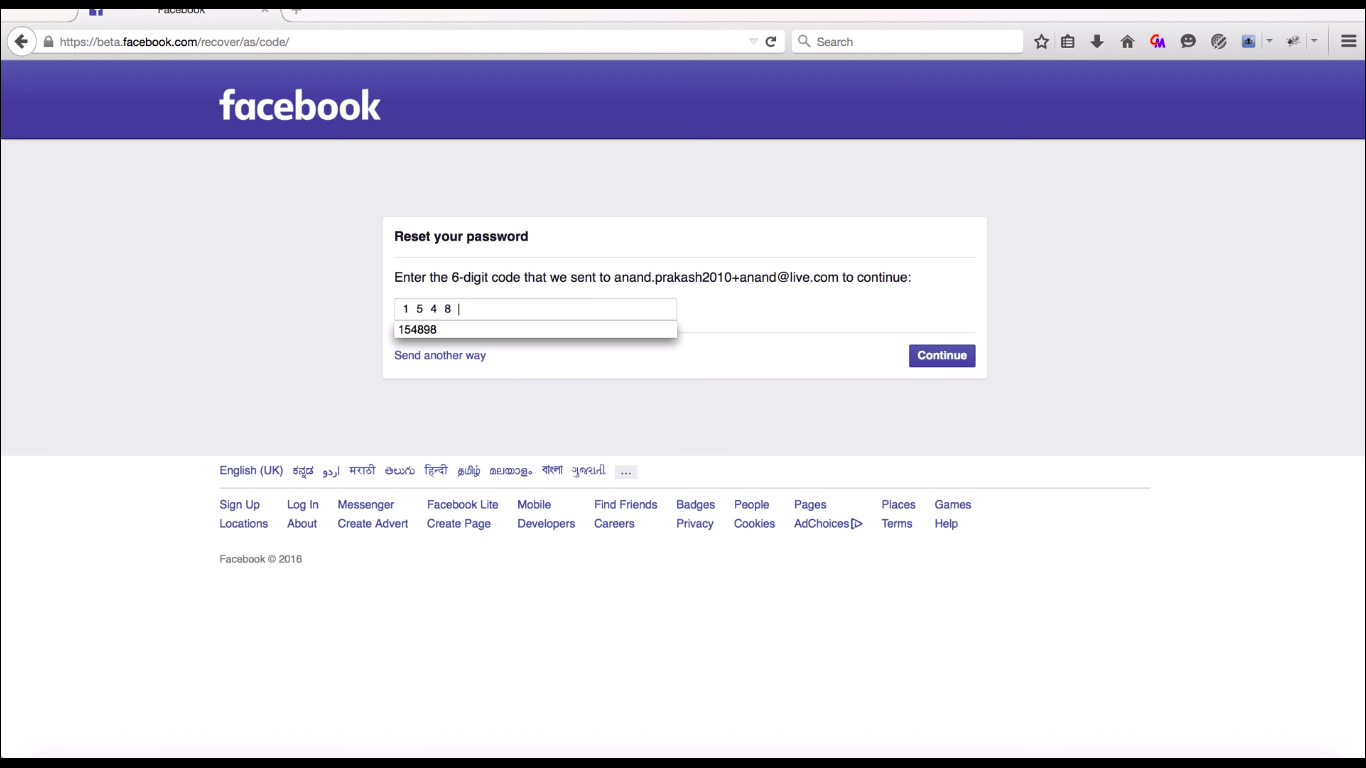 Facebook
https://beta.facebook.com/recover/as/code/
Search
facebook
Reset your password
Enter the 6-digit code that we sent to anand.prakash2010+anand@live.com to continue:
1 5 4 8
154898
Send another way
Continue
English (UK) ಕನ್ನಡ اردو मराठी తెలుగు हिन्दी தமிழ் മലയാളം বাংলা ગુજરાતી ...
Sign Up Log In Messenger Facebook Lite Mobile Find Friends Badges People Pages Places Games
Locations About Create Advert Create Page Developers Careers Privacy Cookies AdChoices Terms Help
Facebook © 2016